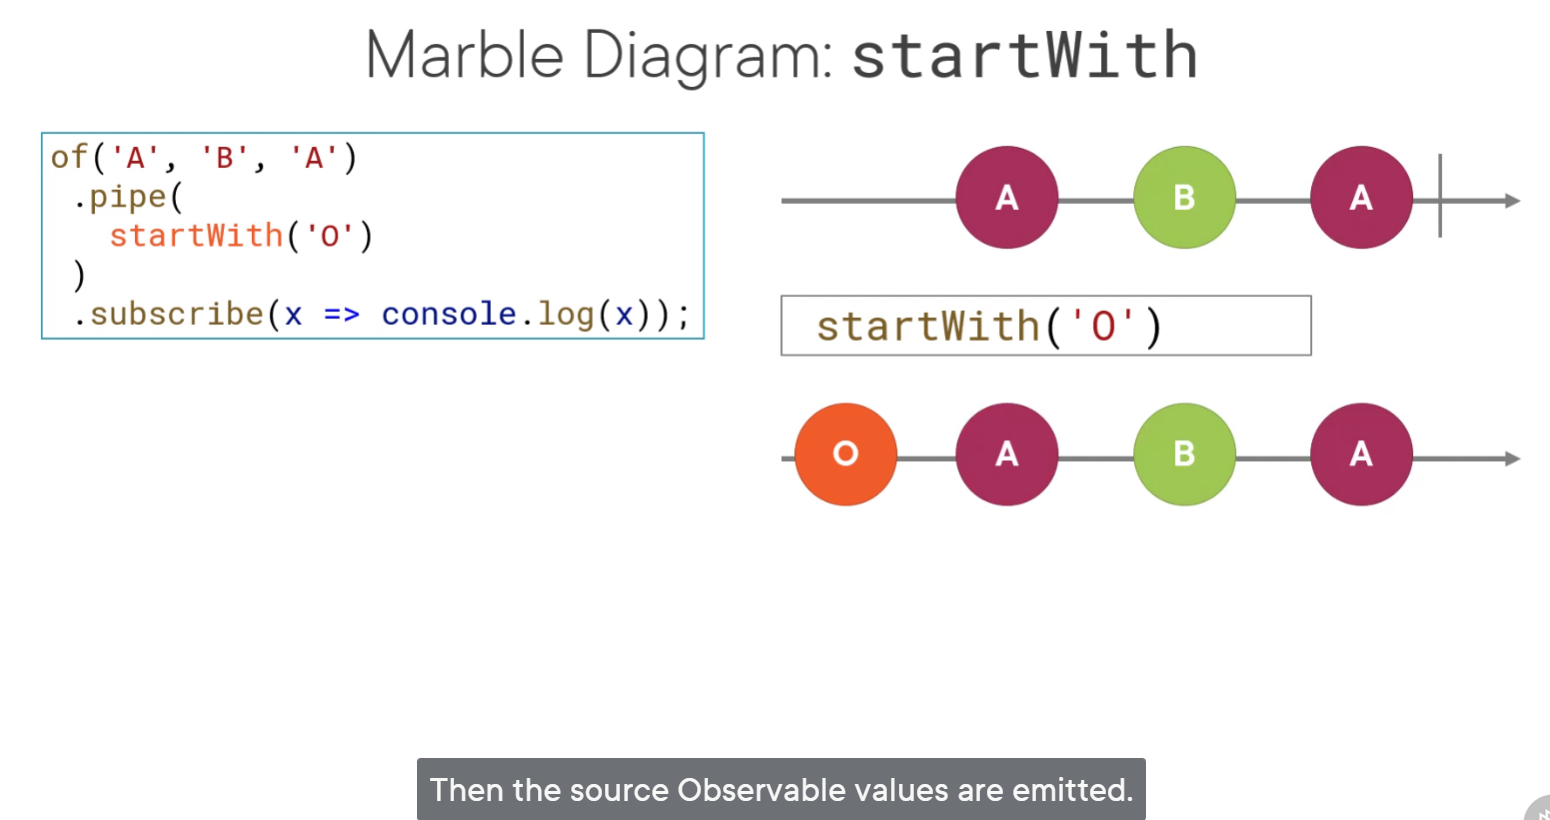 Marble Diagram: startWith
of('A', 'B', 'A')
.pipe(
startWith('O')
)
.subscribe(x => console.log(x));
A B A
startWith('O')
O A B A
Then the source Observable values are emitted.